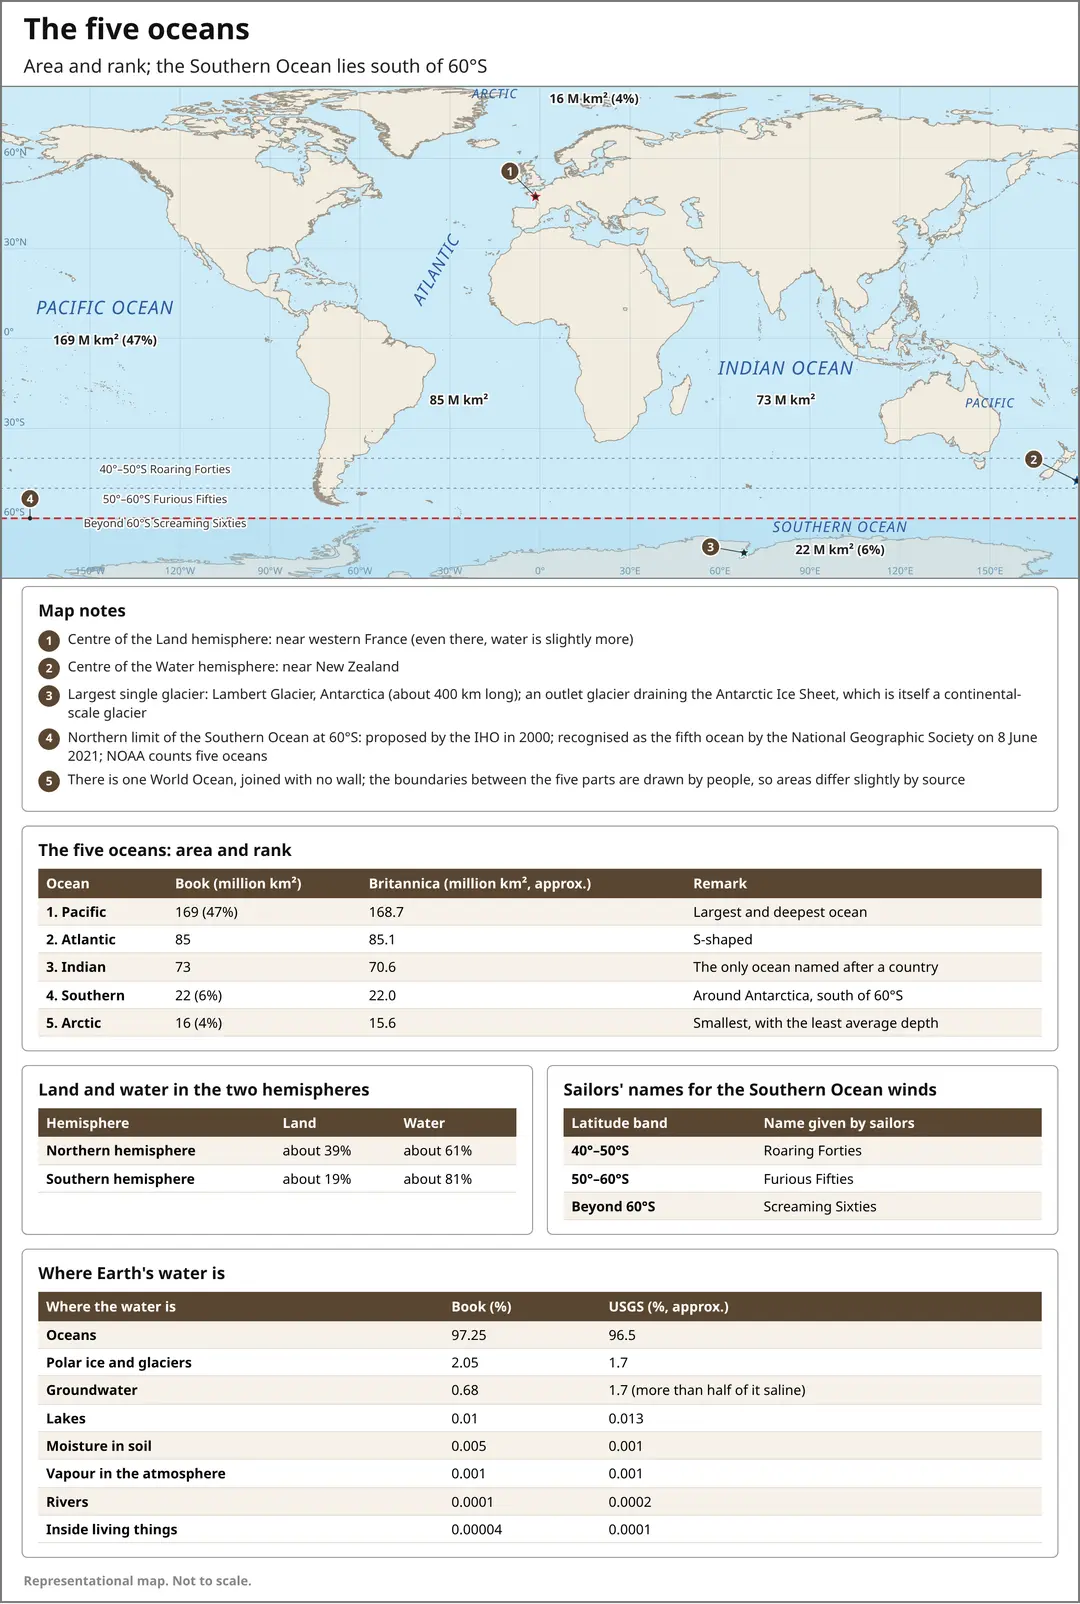 The five oceans
Area and rank; the Southern Ocean lies south of 60°S
ARCTIC
16 M km² (4%)
60°N
1
30°N
ATLANTIC
PACIFIC OCEAN
0°
169 M km² (47%)
INDIAN OCEAN
85 M km²
73 M km²
PACIFIC
30°S
2
40°–50°S Roaring Forties
4
50°–60°S Furious Fifties
60°S
Beyond 60°S Screaming Sixties
SOUTHERN OCEAN
3
22 M km² (6%)
150°W 120°W 90°W 60°W 30°W 0° 30°E 60°E 90°E 120°E 150°E
Map notes
1 Centre of the Land hemisphere: near western France (even there, water is slightly more)
2 Centre of the Water hemisphere: near New Zealand
3 Largest single glacier: Lambert Glacier, Antarctica (about 400 km long); an outlet glacier draining the Antarctic Ice Sheet, which is itself a continental-
scale glacier
4 Northern limit of the Southern Ocean at 60°S: proposed by the IHO in 2000; recognised as the fifth ocean by the National Geographic Society on 8 June
2021; NOAA counts five oceans
5 There is one World Ocean, joined with no wall; the boundaries between the five parts are drawn by people, so areas differ slightly by source
The five oceans: area and rank
Ocean Book (million km²) Britannica (million km², approx.) Remark
1. Pacific 169 (47%) 168.7 Largest and deepest ocean
2. Atlantic 85 85.1 S-shaped
3. Indian 73 70.6 The only ocean named after a country
4. Southern 22 (6%) 22.0 Around Antarctica, south of 60°S
5. Arctic 16 (4%) 15.6 Smallest, with the least average depth
Land and water in the two hemispheres
Hemisphere Land Water
Northern hemisphere about 39% about 61%
Southern hemisphere about 19% about 81%
Sailors' names for the Southern Ocean winds
Latitude band Name given by sailors
40°–50°S Roaring Forties
50°–60°S Furious Fifties
Beyond 60°S Screaming Sixties
Where Earth's water is
Where the water is Book (%) USGS (%, approx.)
Oceans 97.25 96.5
Polar ice and glaciers 2.05 1.7
Groundwater 0.68 1.7 (more than half of it saline)
Lakes 0.01 0.013
Moisture in soil 0.005 0.001
Vapour in the atmosphere 0.001 0.001
Rivers 0.0001 0.0002
Inside living things 0.00004 0.0001
Representational map. Not to scale.